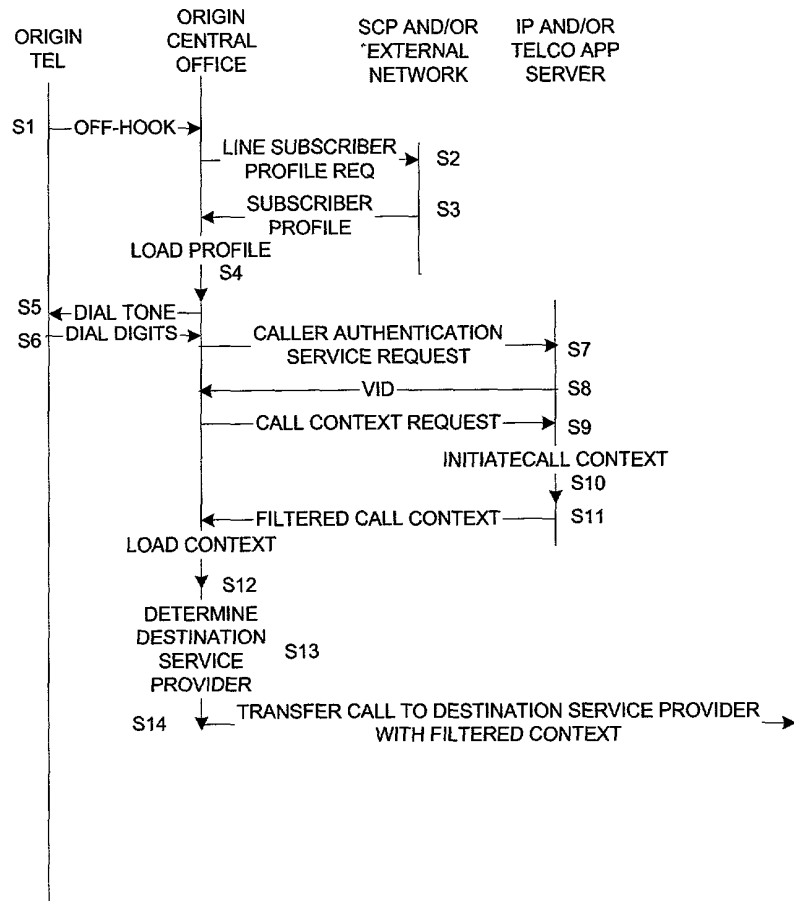 ORIGIN
TEL
ORIGIN
CENTRAL
OFFICE
SCP AND/OR
EXTERNAL
NETWORK
IP AND/OR
TELCO APP
SERVER
S1
OFF-HOOK
LINE SUBSCRIBER
PROFILE REQ
S2
SUBSCRIBER
PROFILE
S3
LOAD PROFILE
S4
S5
DIAL TONE
S6
DIAL DIGITS
CALLER AUTHENTICATION
SERVICE REQUEST
S7
VID
S8
CALL CONTEXT REQUEST
S9
INITIATECALL CONTEXT
S10
FILTERED CALL CONTEXT
S11
LOAD CONTEXT
S12
DETERMINE
DESTINATION
SERVICE
PROVIDER
S13
S14
TRANSFER CALL TO DESTINATION SERVICE PROVIDER
WITH FILTERED CONTEXT